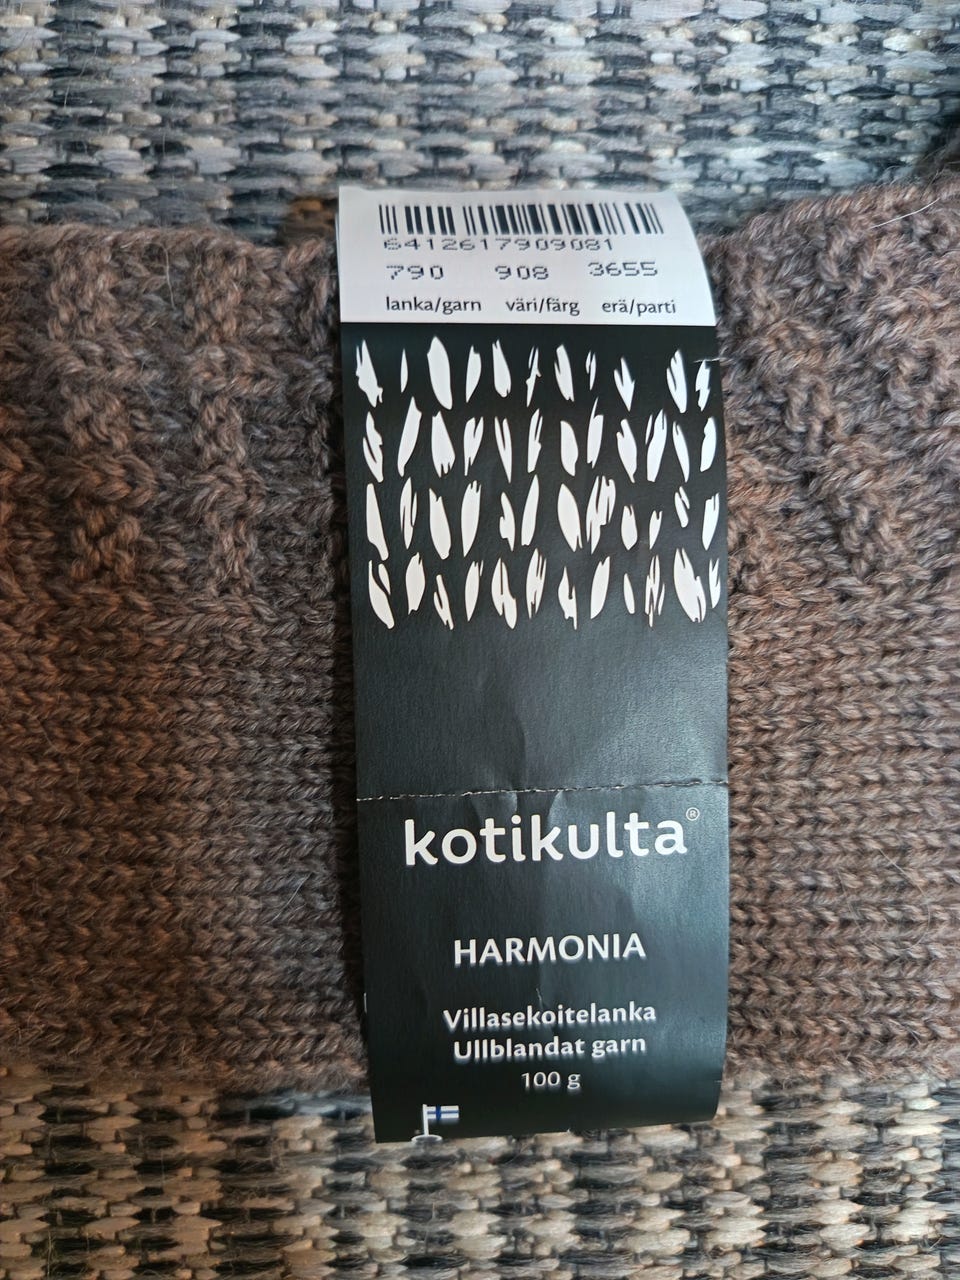 6412617909081
790 908 3655
lanka/garn väri/färg erä/parti
kotikulta®
HARMONIA
Villasekoitelanka
Ullblandat garn
100 g